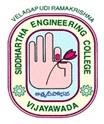 VELAGAPUDI RAMAKRISHNA
SIDDHARTHA ENGINEERING COLLEGE
VIJAYAWADA